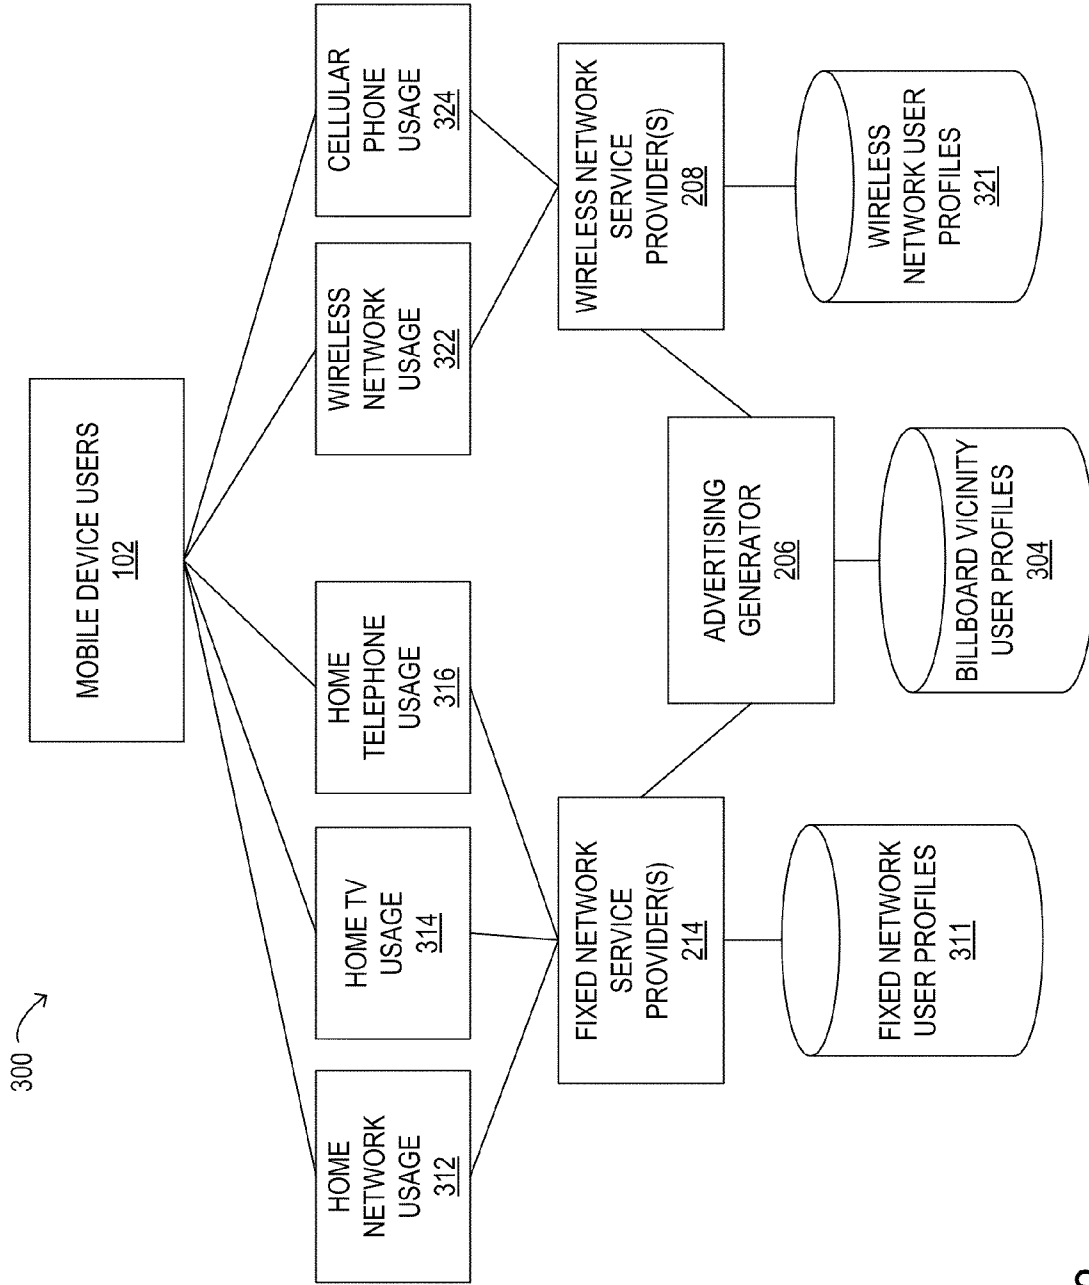 300
MOBILE DEVICE USERS
102
HOME
NETWORK
USAGE
312
HOME TV
USAGE
314
HOME
TELEPHONE
USAGE
316
WIRELESS
NETWORK
USAGE
322
CELLULAR
PHONE
USAGE
324
FIXED NETWORK
SERVICE
PROVIDER(S)
214
WIRELESS NETWORK
SERVICE
PROVIDER(S)
208
ADVERTISING
GENERATOR
206
FIXED NETWORK
USER PROFILES
311
BILLBOARD VICINITY
USER PROFILES
304
WIRELESS
NETWORK USER
PROFILES
321